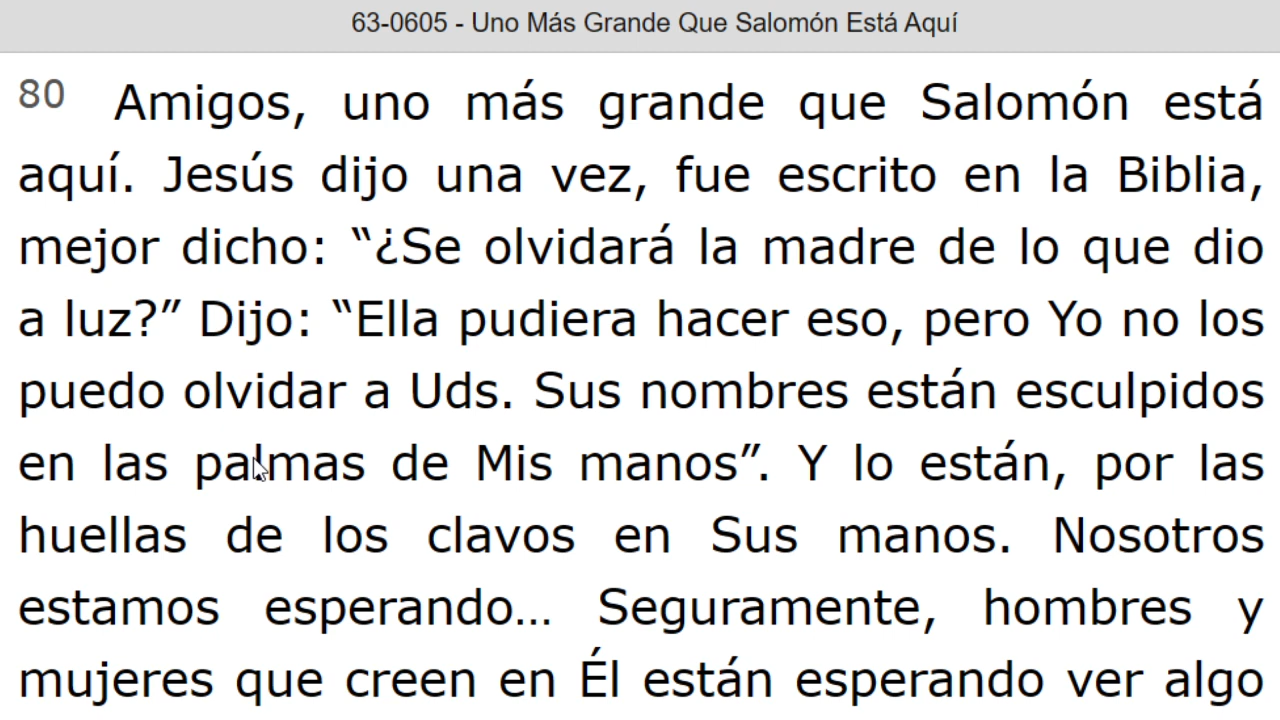 63-0605 - Uno Más Grande Que Salomón Está Aquí
80 Amigos, uno más grande que Salomón está
aquí. Jesús dijo una vez, fue escrito en la Biblia,
mejor dicho: “¿Se olvidará la madre de lo que dio
a luz?” Dijo: “Ella pudiera hacer eso, pero Yo no los
puedo olvidar a Uds. Sus nombres están esculpidos
en las palmas de Mis manos”. Y lo están, por las
huellas de los clavos en Sus manos. Nosotros
estamos esperando… Seguramente, hombres y
mujeres que creen en Él están esperando ver algo